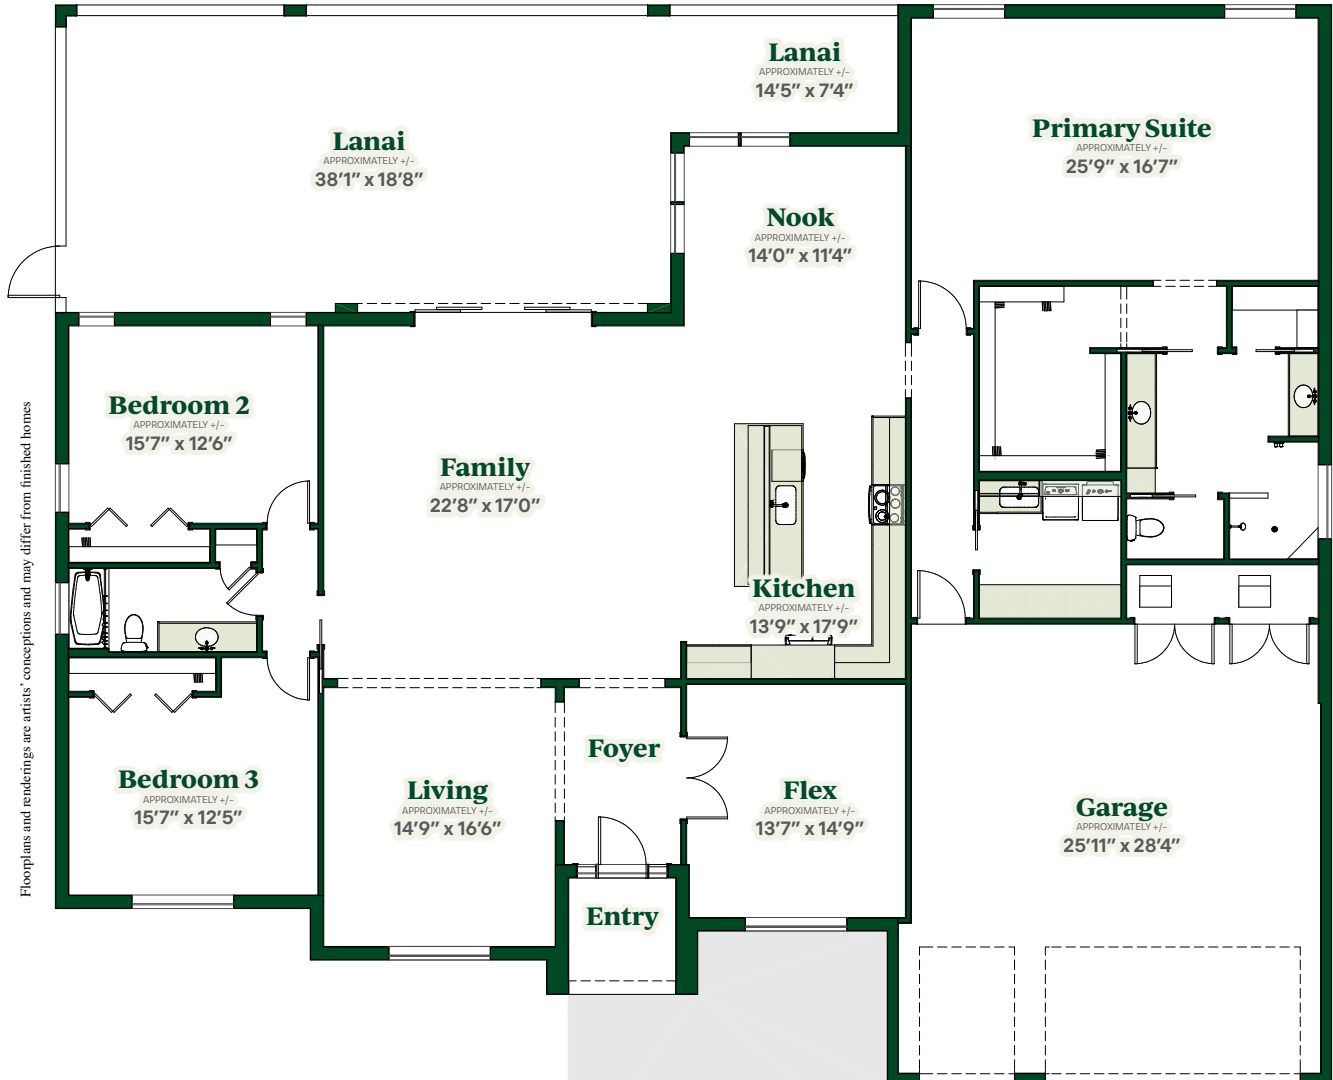 Lanai
APPROXIMATELY +/-
14’5” x 7’4”
Lanai
APPROXIMATELY +/-
38’1” x 18’8”
Primary Suite
APPROXIMATELY +/-
25’9” x 16’7”
Nook
APPROXIMATELY +/-
14’0” x 11’4”
Bedroom 2
APPROXIMATELY +/-
15’7” x 12’6”
Family
APPROXIMATELY +/-
22’8” x 17’0”
Kitchen
APPROXIMATELY +/-
13’9” x 17’9”
Bedroom 3
APPROXIMATELY +/-
15’7” x 12’5”
Living
APPROXIMATELY +/-
14’9” x 16’6”
Foyer
Flex
APPROXIMATELY +/-
13’7” x 14’9”
Garage
APPROXIMATELY +/-
25’11” x 28’4”
Entry
Floorplans and renderings are artists’ conceptions and may differ from finished homes